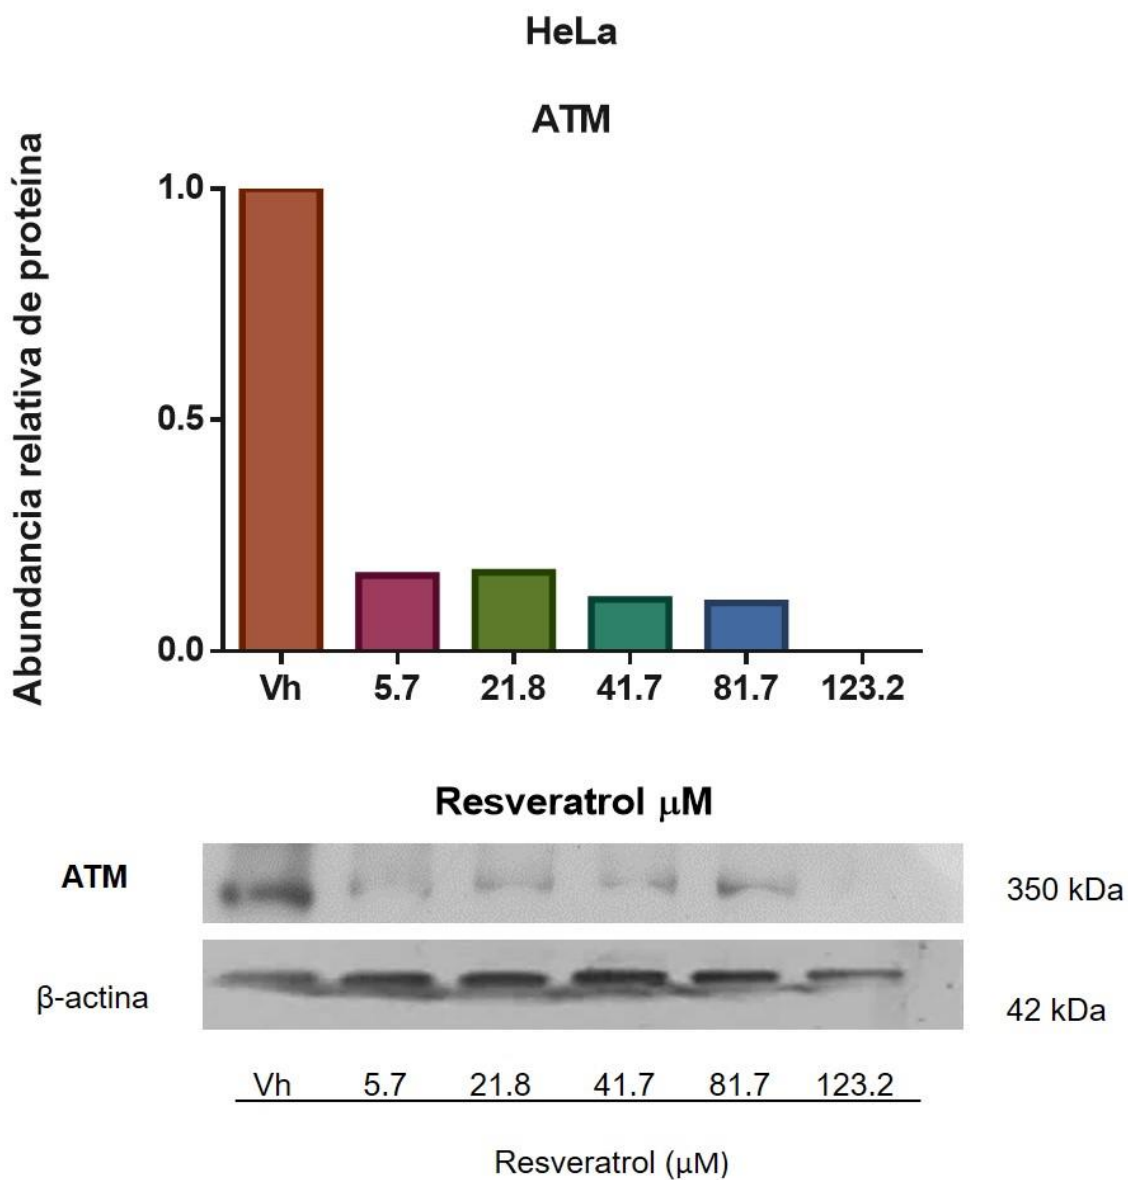 HeLa
ATM
Abundancia relativa de proteína
1.0
0.5
0.0
Vh 5.7 21.8 41.7 81.7 123.2
Resveratrol μM
ATM 350 kDa
β-actina 42 kDa
Vh 5.7 21.8 41.7 81.7 123.2
Resveratrol (μM)